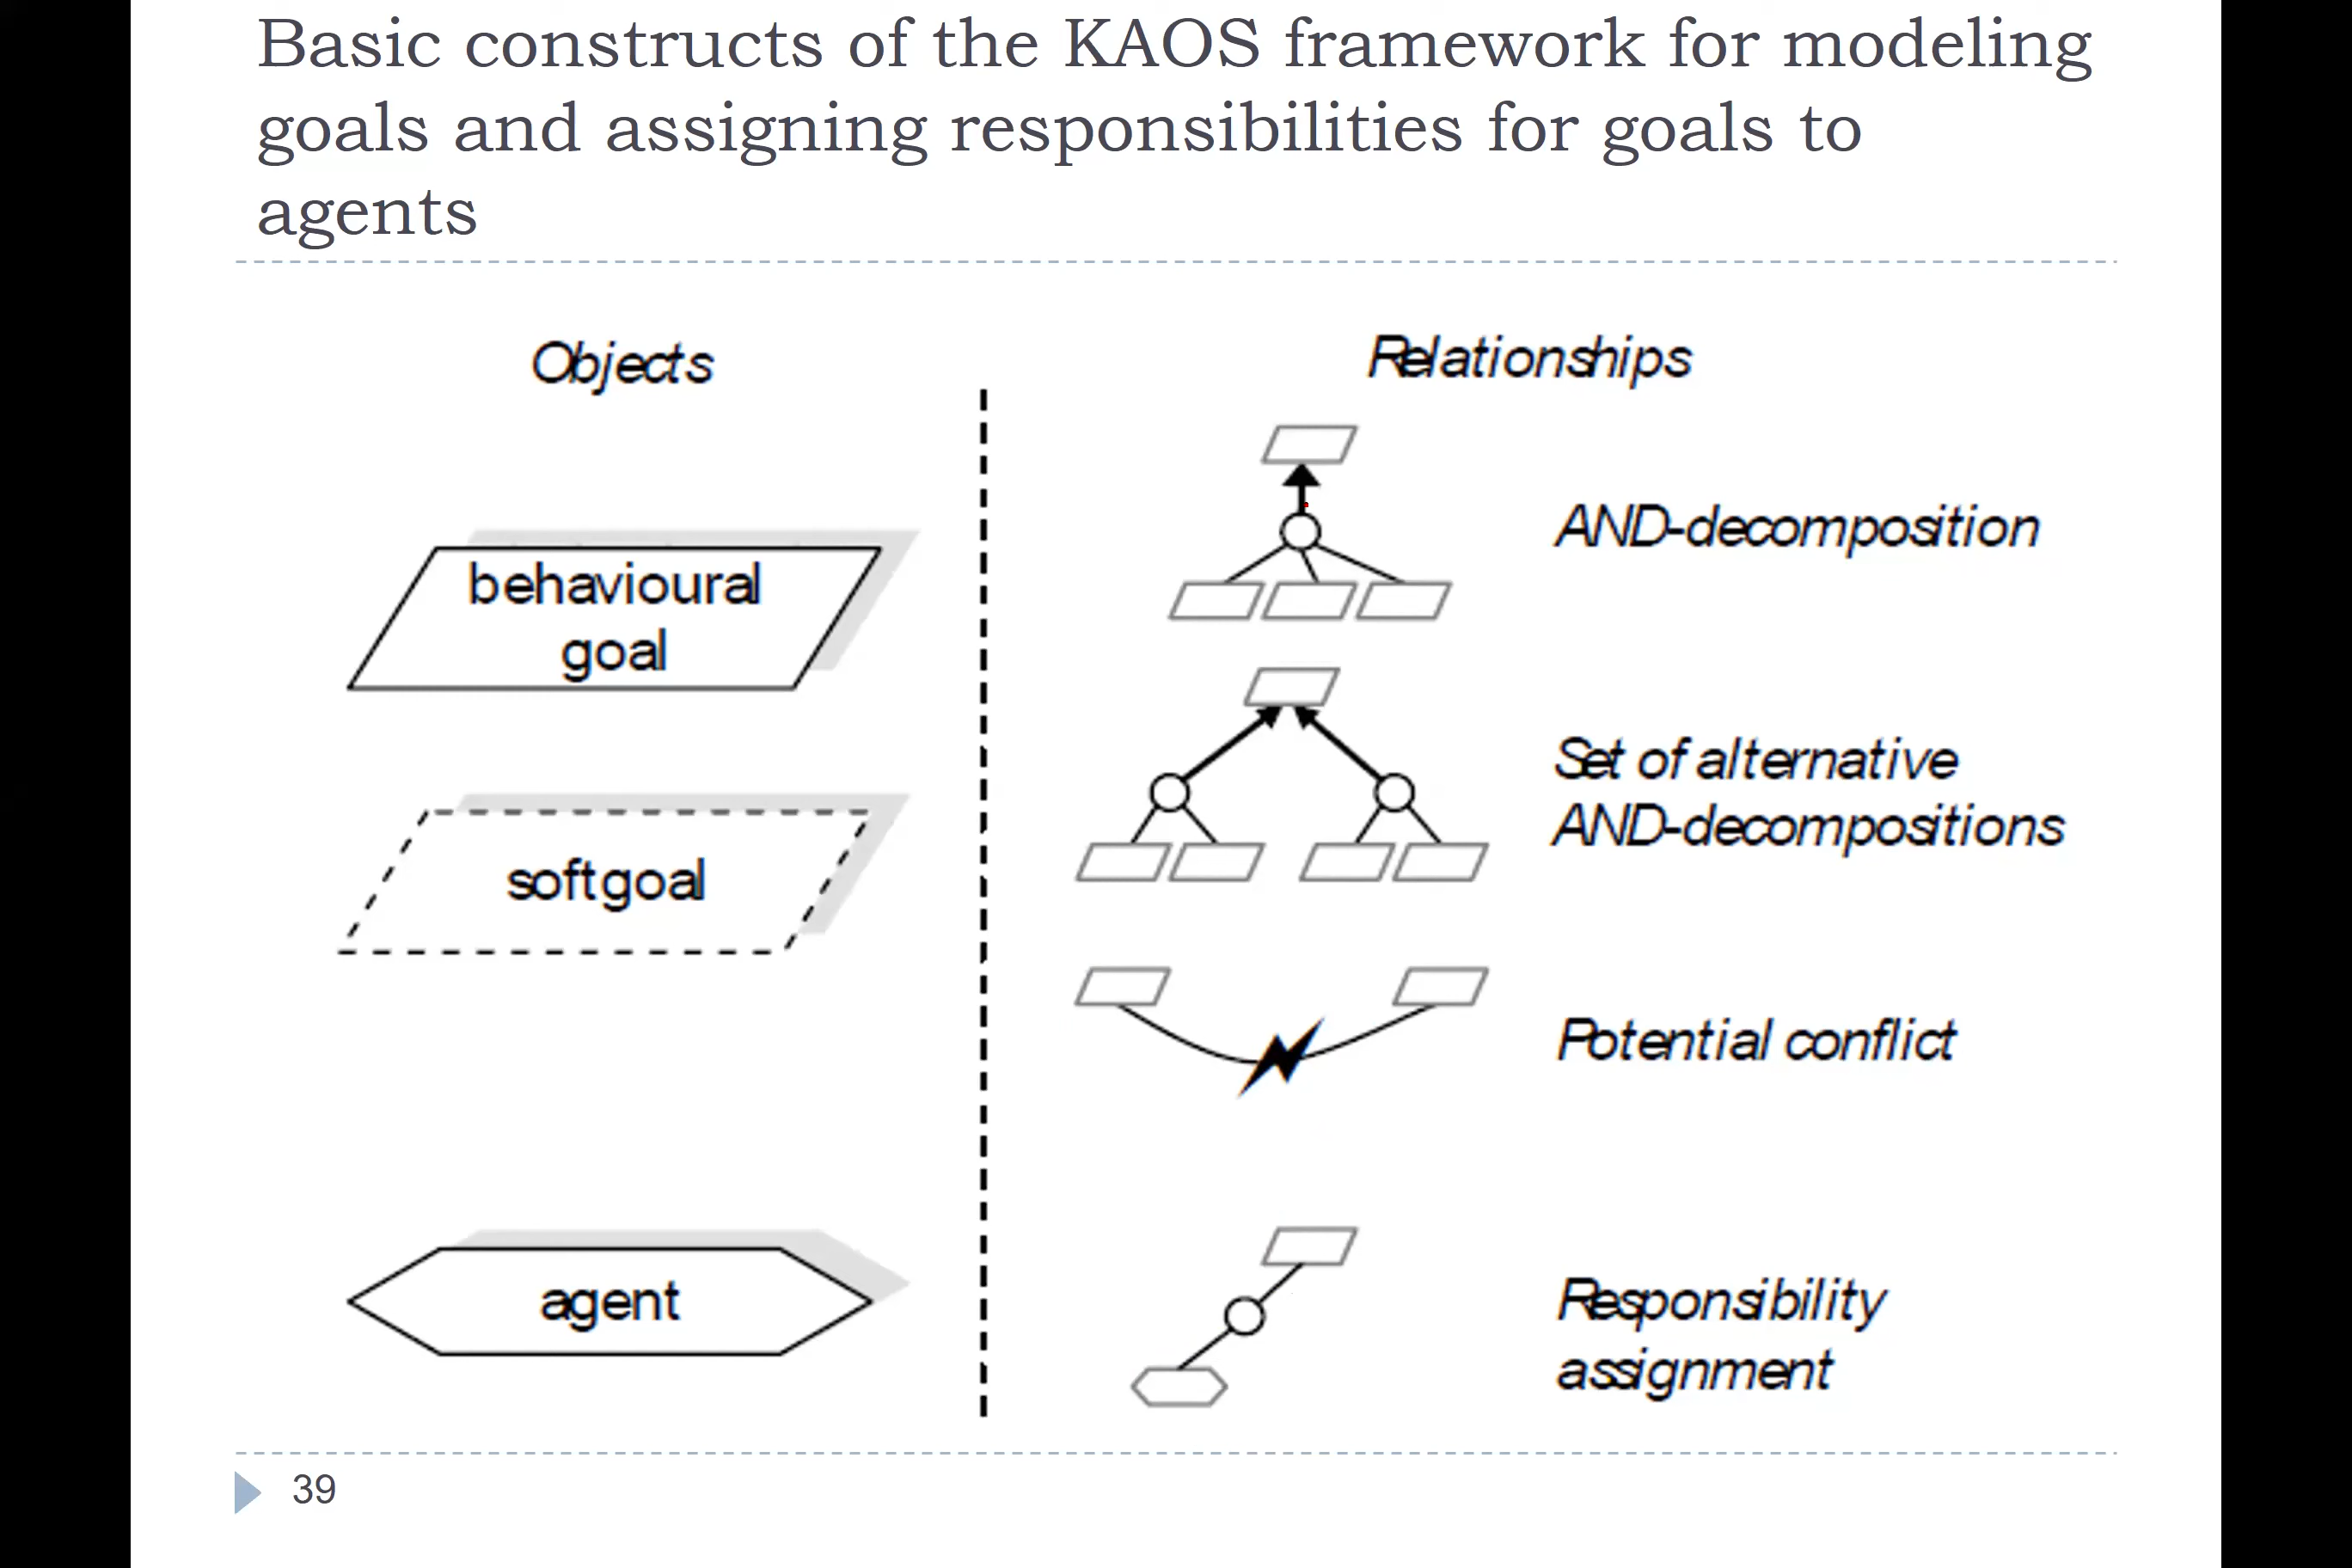 Basic constructs of the KAOS framework for modeling
goals and assigning responsibilities for goals to
agents
Objects
behavioural
goal
softgoal
agent
Relationships
AND-decomposition
Set of alternative
AND-decompositions
Potential conflict
Responsibility
assignment
39